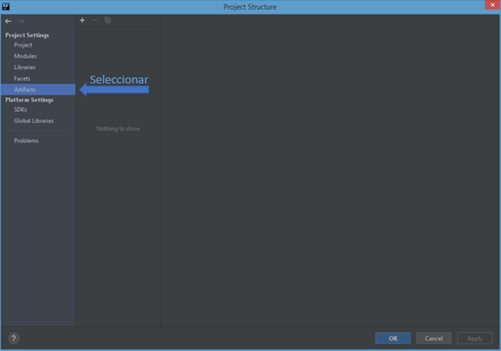 Project Structure
Project Settings
Project
Modules
Libraries
Facets
Artifacts
Platform Settings
SDKs
Global Libraries
Problems
Seleccionar
Nothing to show
?
OK
Cancel
Apply